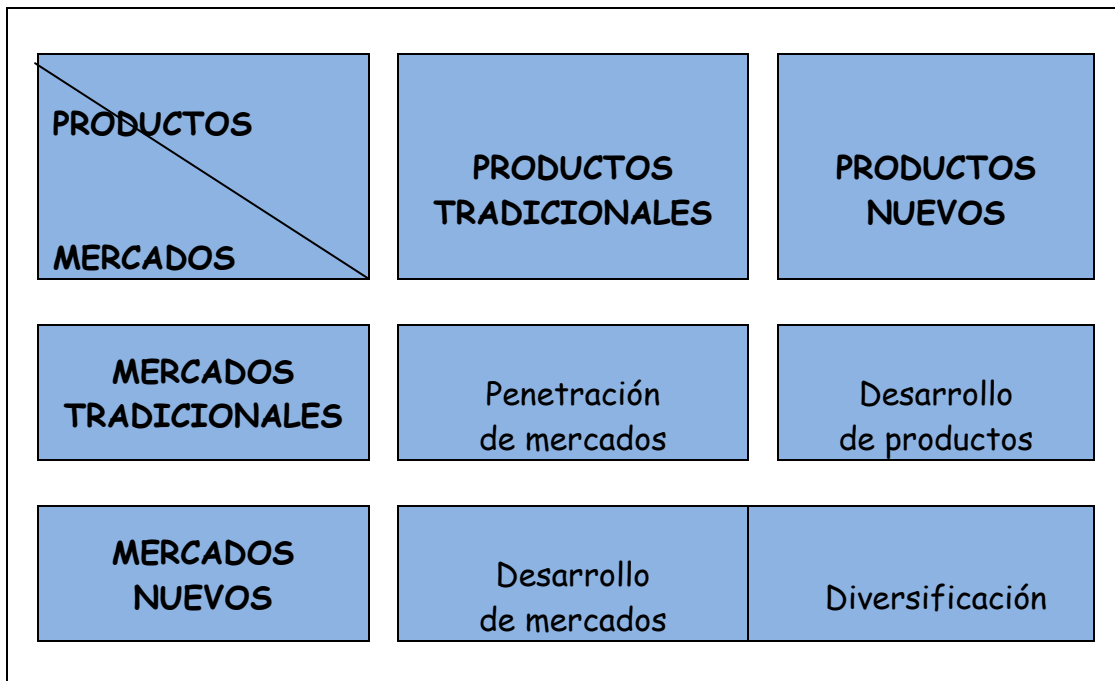 PRODUCTOS
MERCADOS
PRODUCTOS
TRADICIONALES
PRODUCTOS
NUEVOS
MERCADOS
TRADICIONALES
Penetración
de mercados
Desarrollo
de productos
MERCADOS
NUEVOS
Desarrollo
de mercados
Diversificación